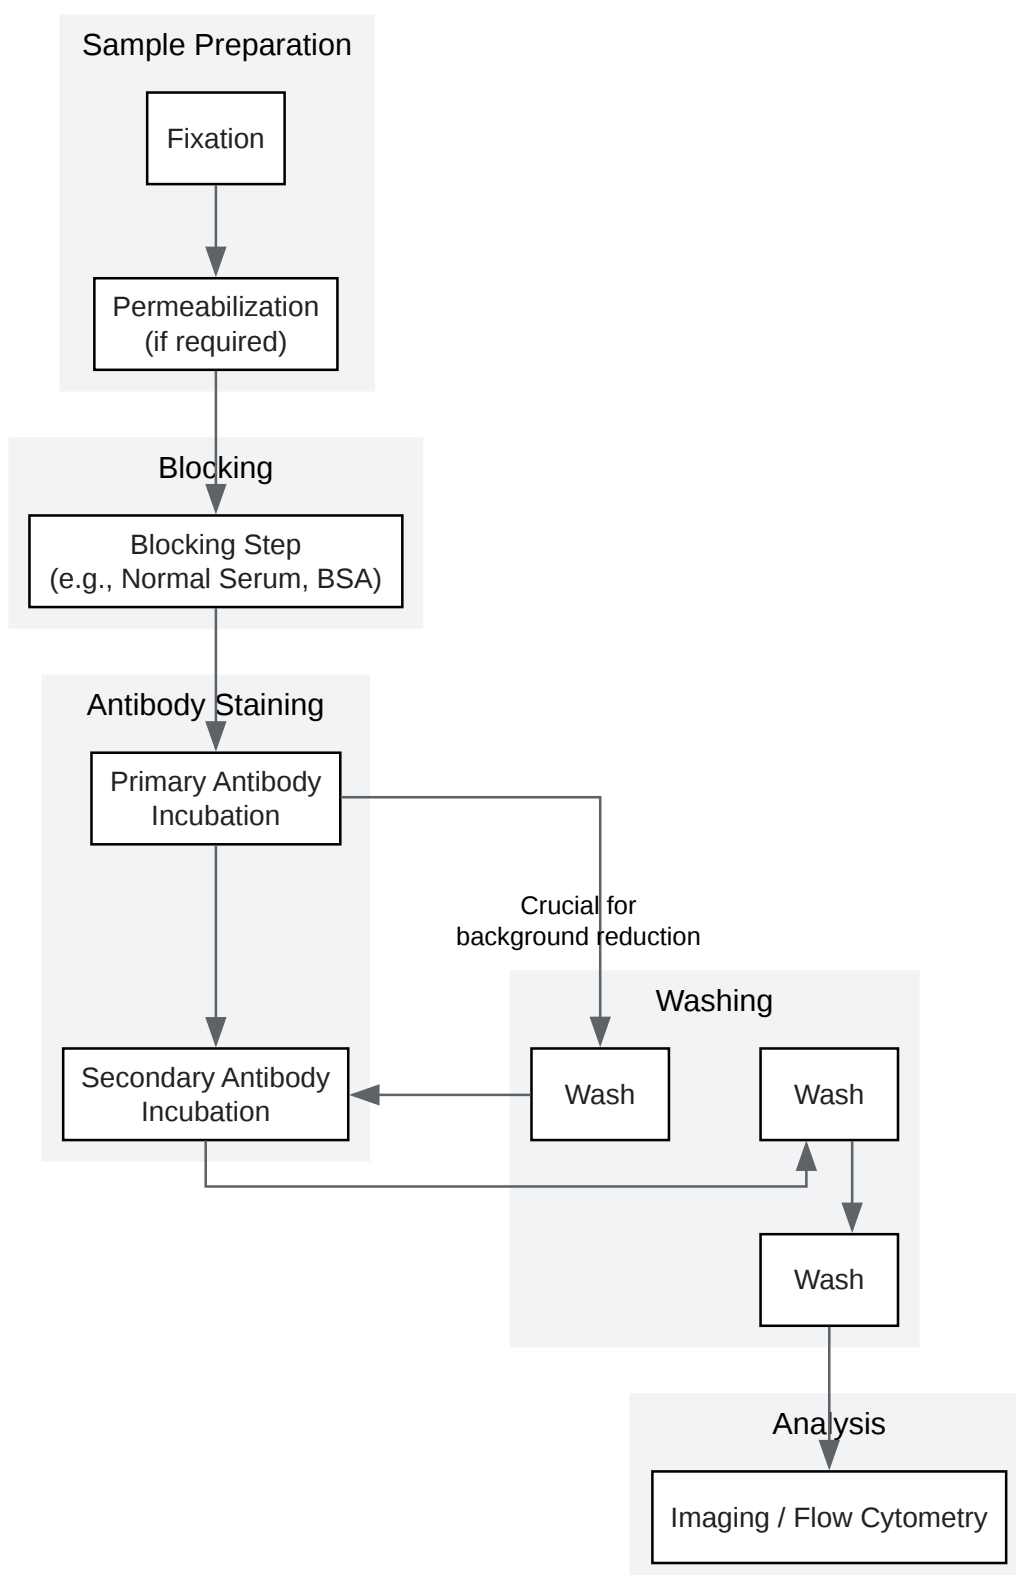 Sample Preparation
Fixation
Permeabilization
(if required)
Blocking
Blocking Step
(e.g., Normal Serum, BSA)
Antibody Staining
Primary Antibody
Incubation
Crucial for
background reduction
Washing
Secondary Antibody
Incubation
Wash
Wash
Wash
Analysis
Imaging / Flow Cytometry